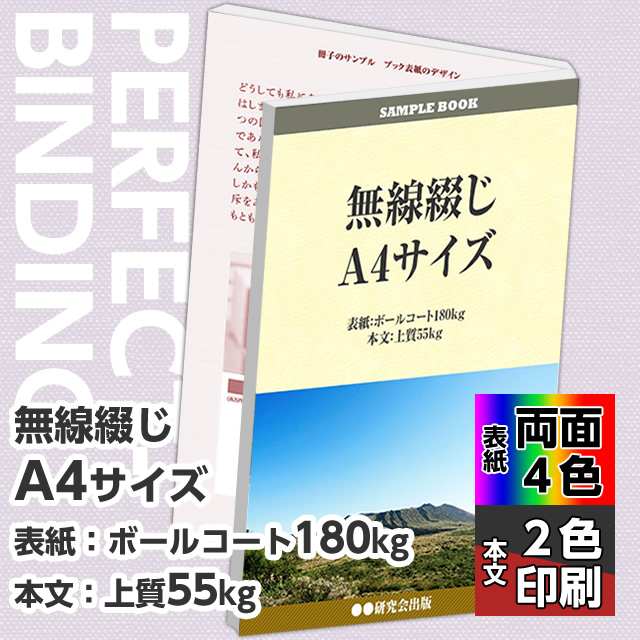 PERFECT
BINDING
冊子のサンプル ブック表紙のデザイン
どうしても私に
はしま
つの国
であ
て、私
んから
しかも
斥をお
もとも
SAMPLE BOOK
無線綴じ
A4サイズ
表紙:ボールコート180kg
本文:上質55kg
●●研究会出版
無線綴じ
A4サイズ
表紙：ボールコート180kg
本文：上質55kg
表紙
両面
4色
本文
2色
印刷